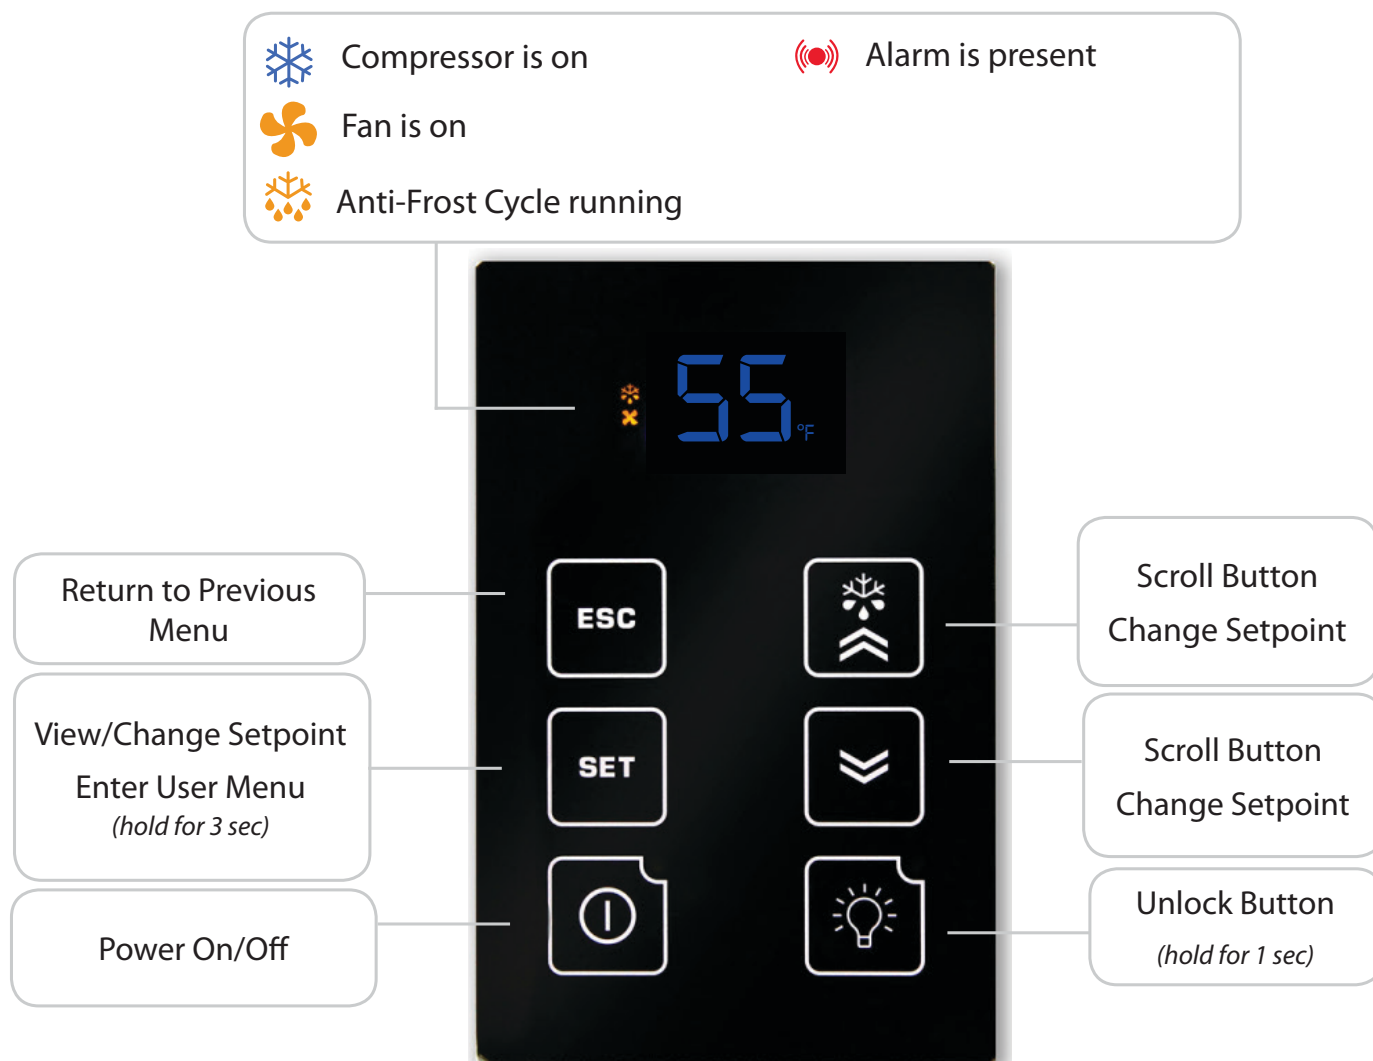 Compressor is on
Alarm is present
Fan is on
Anti-Frost Cycle running
55 °F
Return to Previous
Menu
ESC
Scroll Button
Change Setpoint
View/Change Setpoint
Enter User Menu
(hold for 3 sec)
SET
Scroll Button
Change Setpoint
Power On/Off
Unlock Button
(hold for 1 sec)